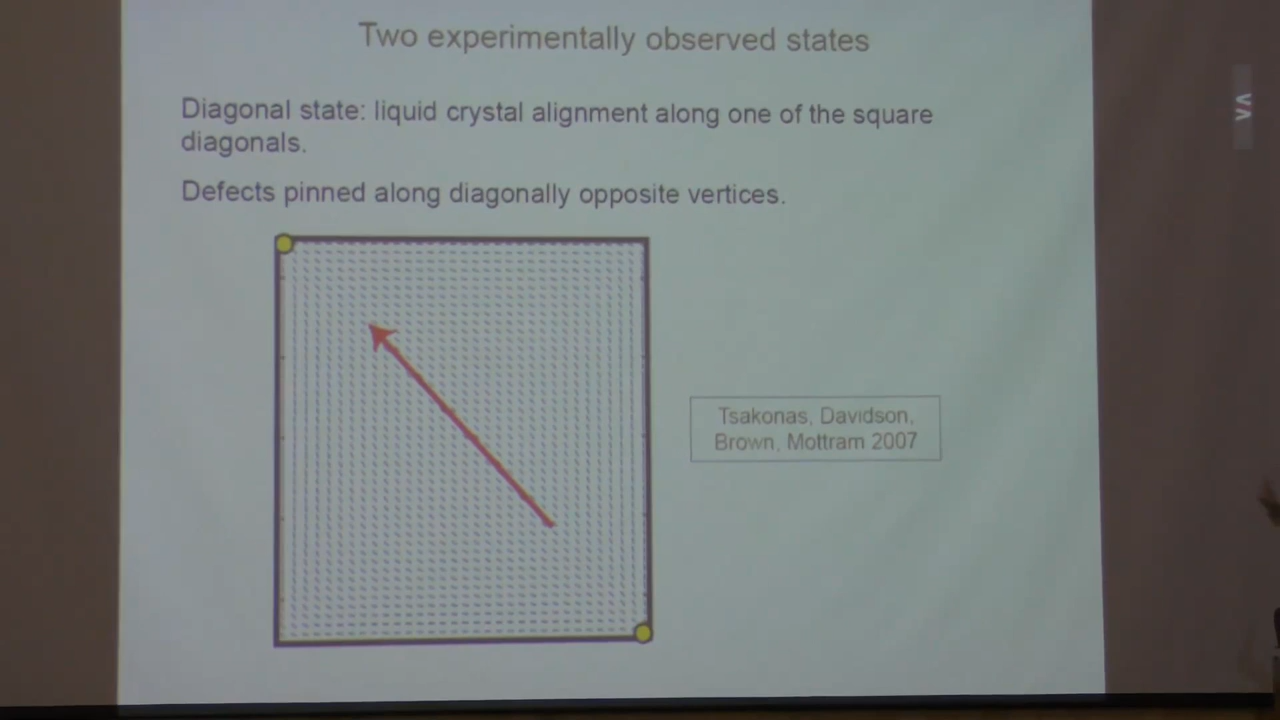 Two experimentally observed states
Diagonal state: liquid crystal alignment along one of the square
diagonals.
Defects pinned along diagonally opposite vertices.
Tsakonas, Davidson,
Brown, Mottram 2007